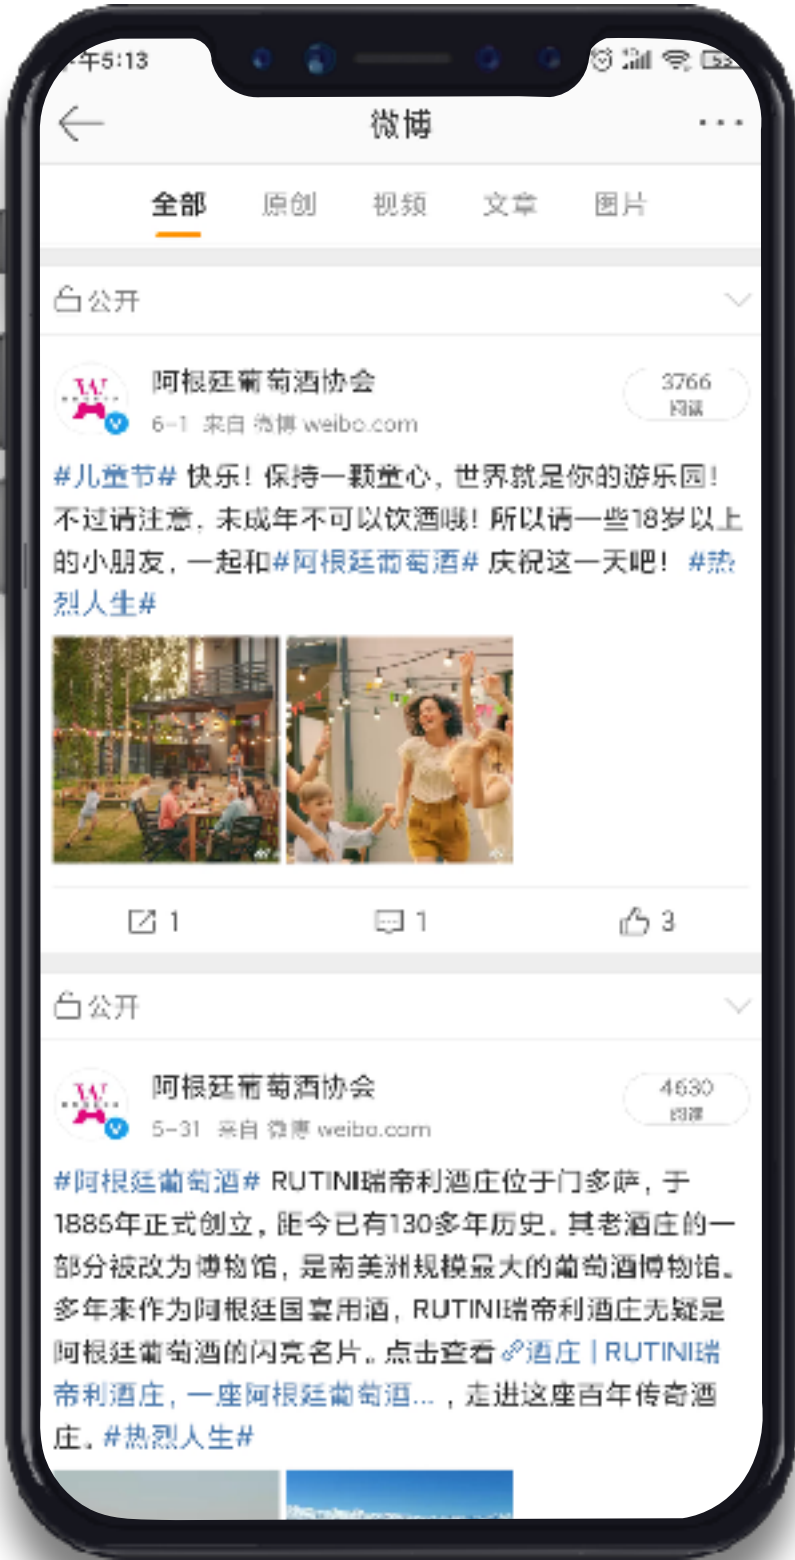 午5:13
微博
全部 原创 视频 文章 图片
公开
阿根廷葡萄酒协会
3766
阅读
6-1 来自 微博 weibo.com
#儿童节# 快乐！保持一颗童心，世界就是你的游乐园！
不过请注意，未成年不可以饮酒哦！所以请一些18岁以上
的小朋友，一起和#阿根廷葡萄酒# 庆祝这一天吧！ #热
烈人生#
1 1 3
公开
阿根廷葡萄酒协会
4630
阅读
5-31 来自 微博 weibo.com
#阿根廷葡萄酒# RUTINI瑞帝利酒庄位于门多萨，于
1885年正式创立，距今已有130多年历史。其老酒庄的一
部分被改为博物馆，是南美洲规模最大的葡萄酒博物馆。
多年来作为阿根廷国宴用酒，RUTINI瑞帝利酒庄无疑是
阿根廷葡萄酒的闪亮名片。点击查看 酒庄 | RUTINI瑞
帝利酒庄，一座阿根廷葡萄酒... ，走进这座百年传奇酒
庄。#热烈人生#